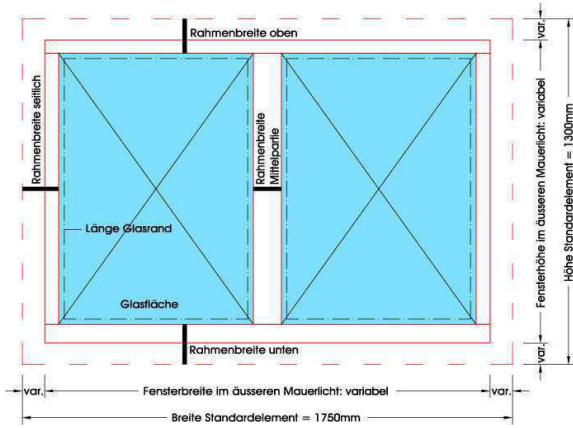 Rahmenbreite oben
var.
Rahmenbreite seitlich
Rahmenbreite
Mittelpartie
Fensterhöhe im äusseren Mauerlicht: variabel
Höhe Standardelement = 1300mm
Länge Glasrand
Glasfläche
Rahmenbreite unten
var.
var.
Fensterbreite im äusseren Mauerlicht: variabel
var.
Breite Standardelement = 1750mm